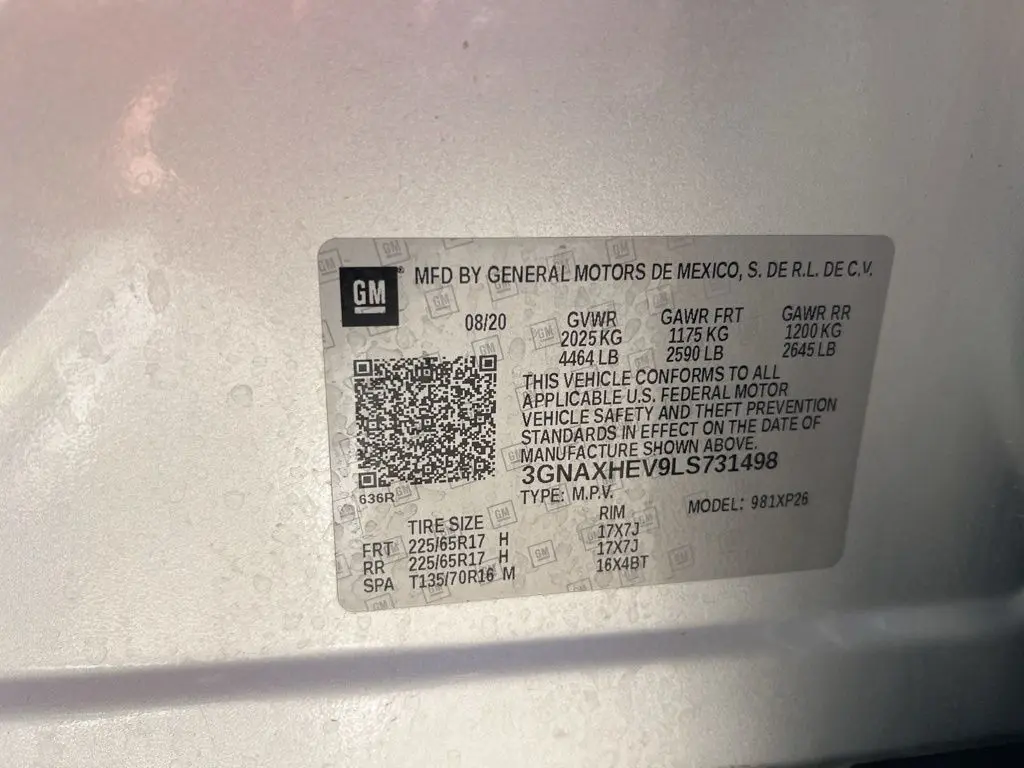 GM ® MFD BY GENERAL MOTORS DE MEXICO, S. DE R.L. DE C.V.
08/20
GVWR GAWR FRT GAWR RR
2025 KG 1175 KG 1200 KG
4464 LB 2590 LB 2645 LB
THIS VEHICLE CONFORMS TO ALL
APPLICABLE U.S. FEDERAL MOTOR
VEHICLE SAFETY AND THEFT PREVENTION
STANDARDS IN EFFECT ON THE DATE OF
MANUFACTURE SHOWN ABOVE.
3GNAXHEV9LS731498
636R
TYPE: M.P.V. MODEL: 981XP26
TIRE SIZE RIM
FRT 225/65R17 H 17X7J
RR 225/65R17 H 17X7J
SPA T135/70R16 M 16X4BT